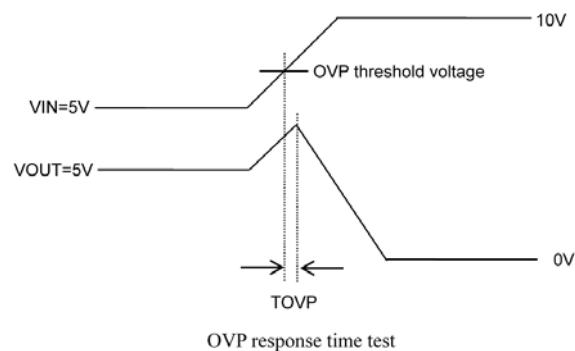 10V
OVP threshold voltage
VIN=5V
VOUT=5V
0V
TOVP
OVP response time test